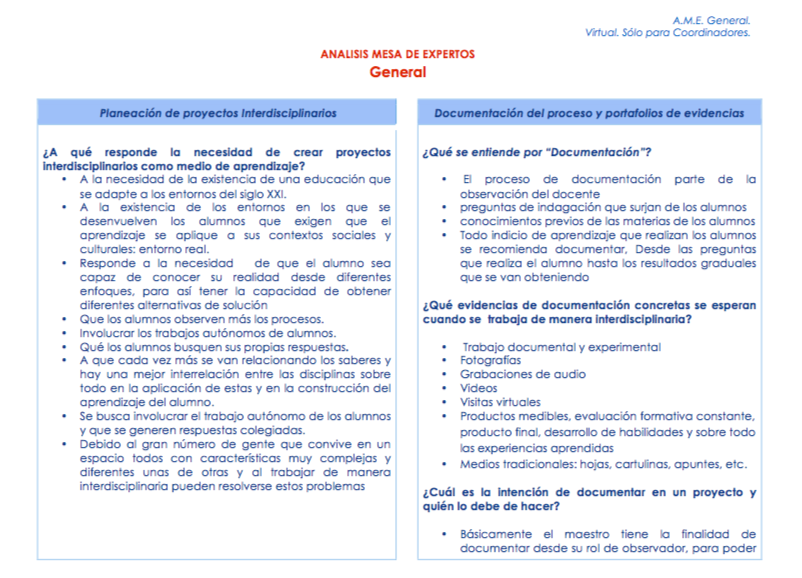 A.M.E. General.
Virtual. Sólo para Coordinadores.
ANALISIS MESA DE EXPERTOS
General
Planeación de proyectos Interdisciplinarios
¿A qué responde la necesidad de crear proyectos
interdisciplinarios como medio de aprendizaje?
• A la necesidad de la existencia de una educación que
se adapte a los entornos del siglo XXI.
• A la existencia de los entornos en los que se
desenvuelven los alumnos que exigen que el
aprendizaje se aplique a sus contextos sociales y
culturales: entorno real.
• Responde a la necesidad de que el alumno sea
capaz de conocer su realidad desde diferentes
enfoques, para así tener la capacidad de obtener
diferentes alternativas de solución
• Que los alumnos observen más los procesos.
• Involucrar los trabajos autónomos de alumnos.
• Qué los alumnos busquen sus propias respuestas.
• A que cada vez más se van relacionando los saberes y
hay una mejor interrelación entre las disciplinas sobre
todo en la aplicación de estas y en la construcción del
aprendizaje del alumno.
• Se busca involucrar el trabajo autónomo de los alumnos
y que se generen respuestas colegiadas.
• Debido al gran número de gente que convive en un
espacio todos con características muy complejas y
diferentes unas de otras y al trabajar de manera
interdisciplinaria pueden resolverse estos problemas
Documentación del proceso y portafolios de evidencias
¿Qué se entiende por “Documentación”?
• El proceso de documentación parte de la
observación del docente
• preguntas de indagación que surjan de los alumnos
• conocimientos previos de las materias de los alumnos
• Todo indicio de aprendizaje que realizan los alumnos
se recomienda documentar, Desde las preguntas
que realiza el alumno hasta los resultados graduales
que se van obteniendo
¿Qué evidencias de documentación concretas se esperan
cuando se trabaja de manera interdisciplinaria?
• Trabajo documental y experimental
• Fotografías
• Grabaciones de audio
• Videos
• Visitas virtuales
• Productos medibles, evaluación formativa constante,
producto final, desarrollo de habilidades y sobre todo
las experiencias aprendidas
• Medios tradicionales: hojas, cartulinas, apuntes, etc.
¿Cuál es la intención de documentar en un proyecto y
quién lo debe de hacer?
• Básicamente el maestro tiene la finalidad de
documentar desde su rol de observador, para poder